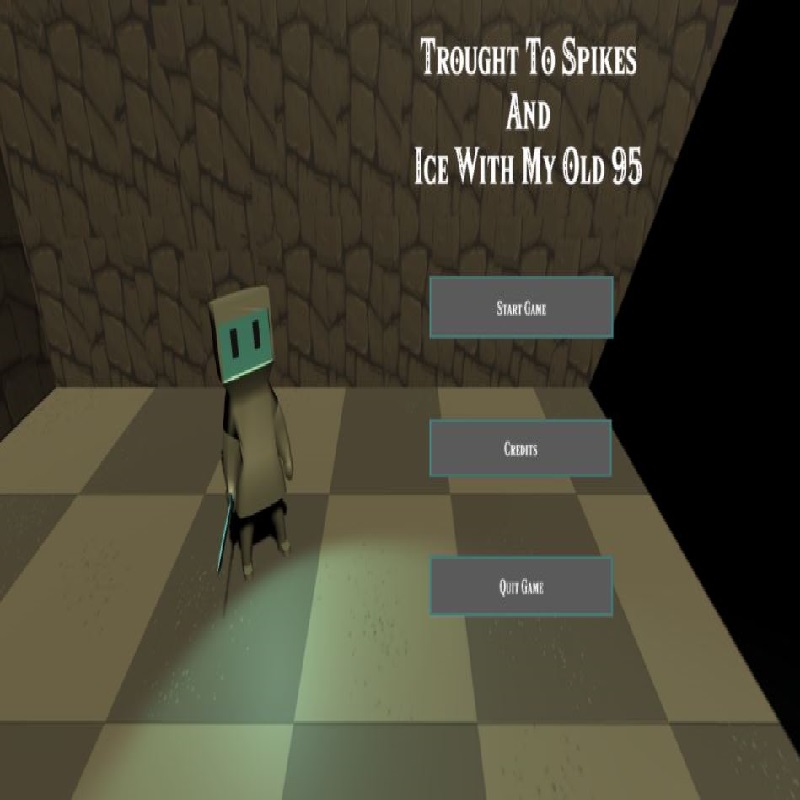 Trought To Spikes
And
Ice With My Old 95
Start Game
Credits
Quit Game